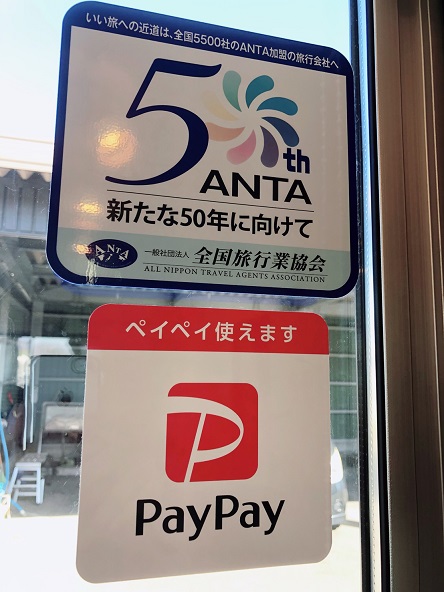 いい旅への近道は、全国5500社のANTA加盟の旅行会社へ
50th
ANTA
新たな50年に向けて
ANTA
一般社団法人 全国旅行業協会
ALL NIPPON TRAVEL AGENTS ASSOCIATION
ペイペイ使えます
P
PayPay